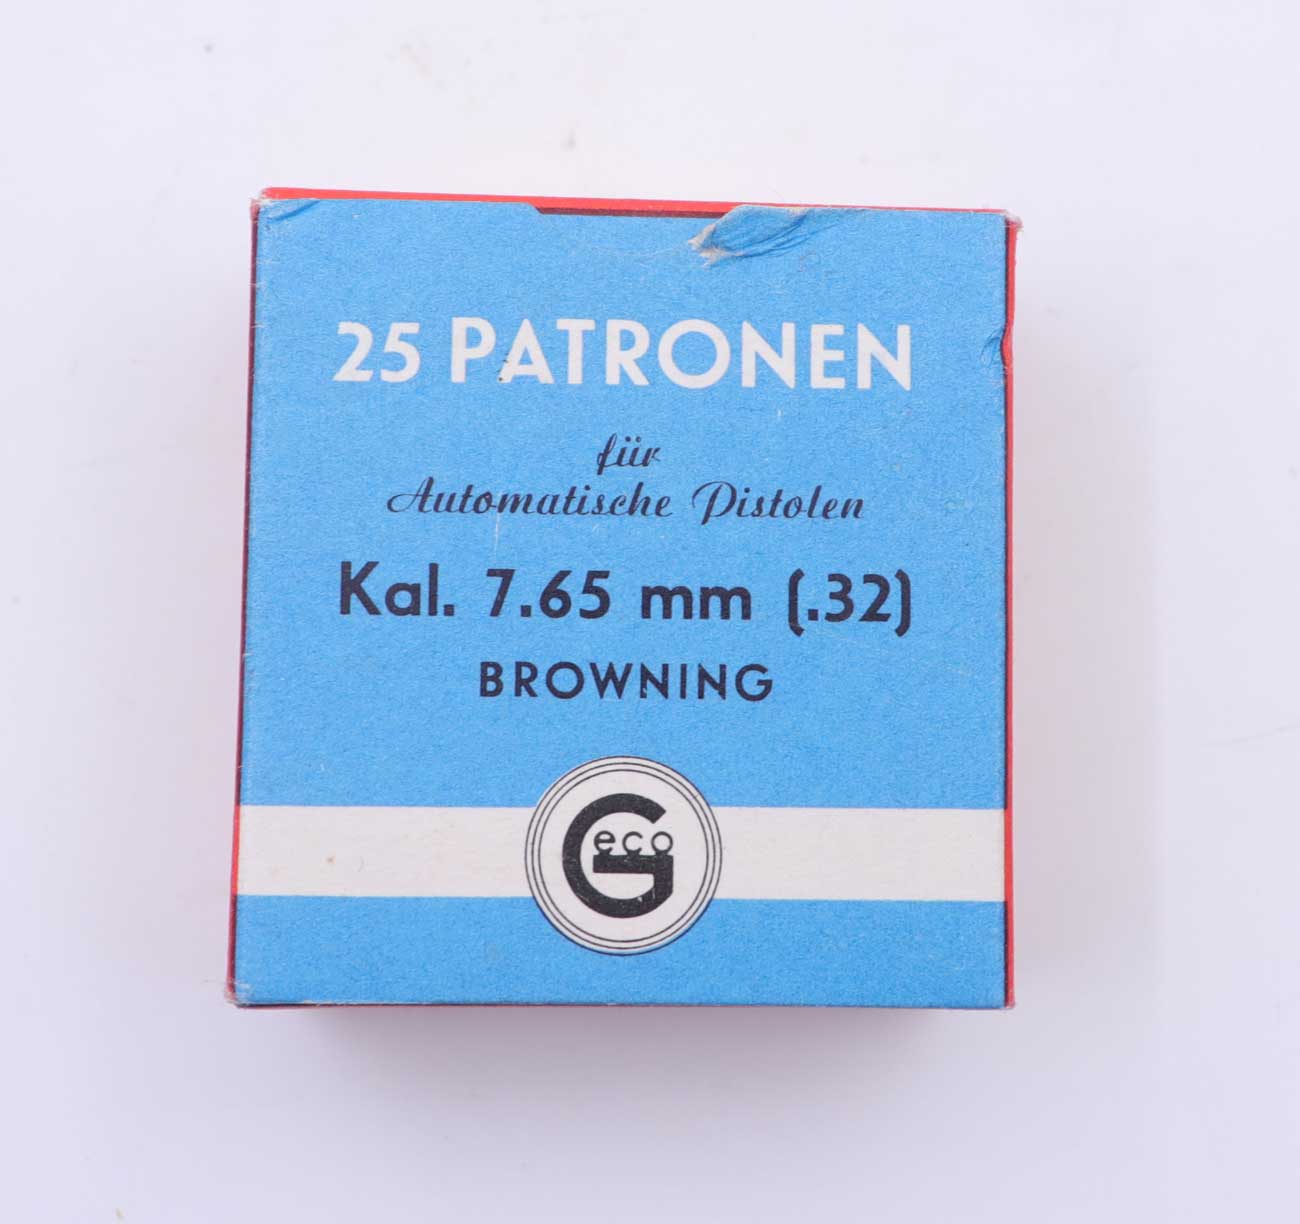 25 PATRONEN
für
Automatische Pistolen
Kal. 7.65 mm (.32)
BROWNING
Geco